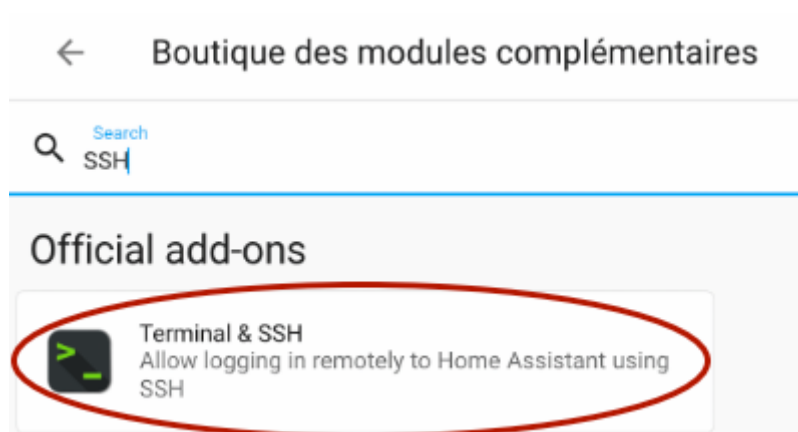 Boutique des modules complémentaires
Search
SSH
Official add-ons
Terminal & SSH
Allow logging in remotely to Home Assistant using
SSH